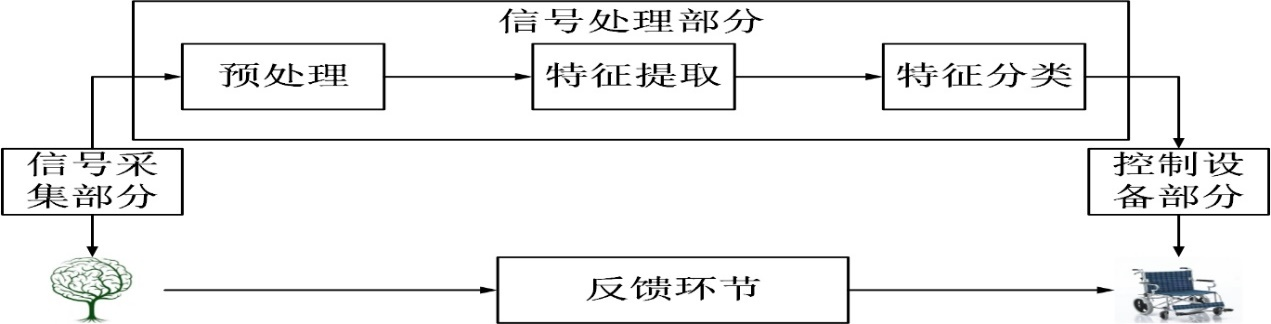 信号处理部分
预处理
特征提取
特征分类
信号采
集部分
控制设
备部分
反馈环节